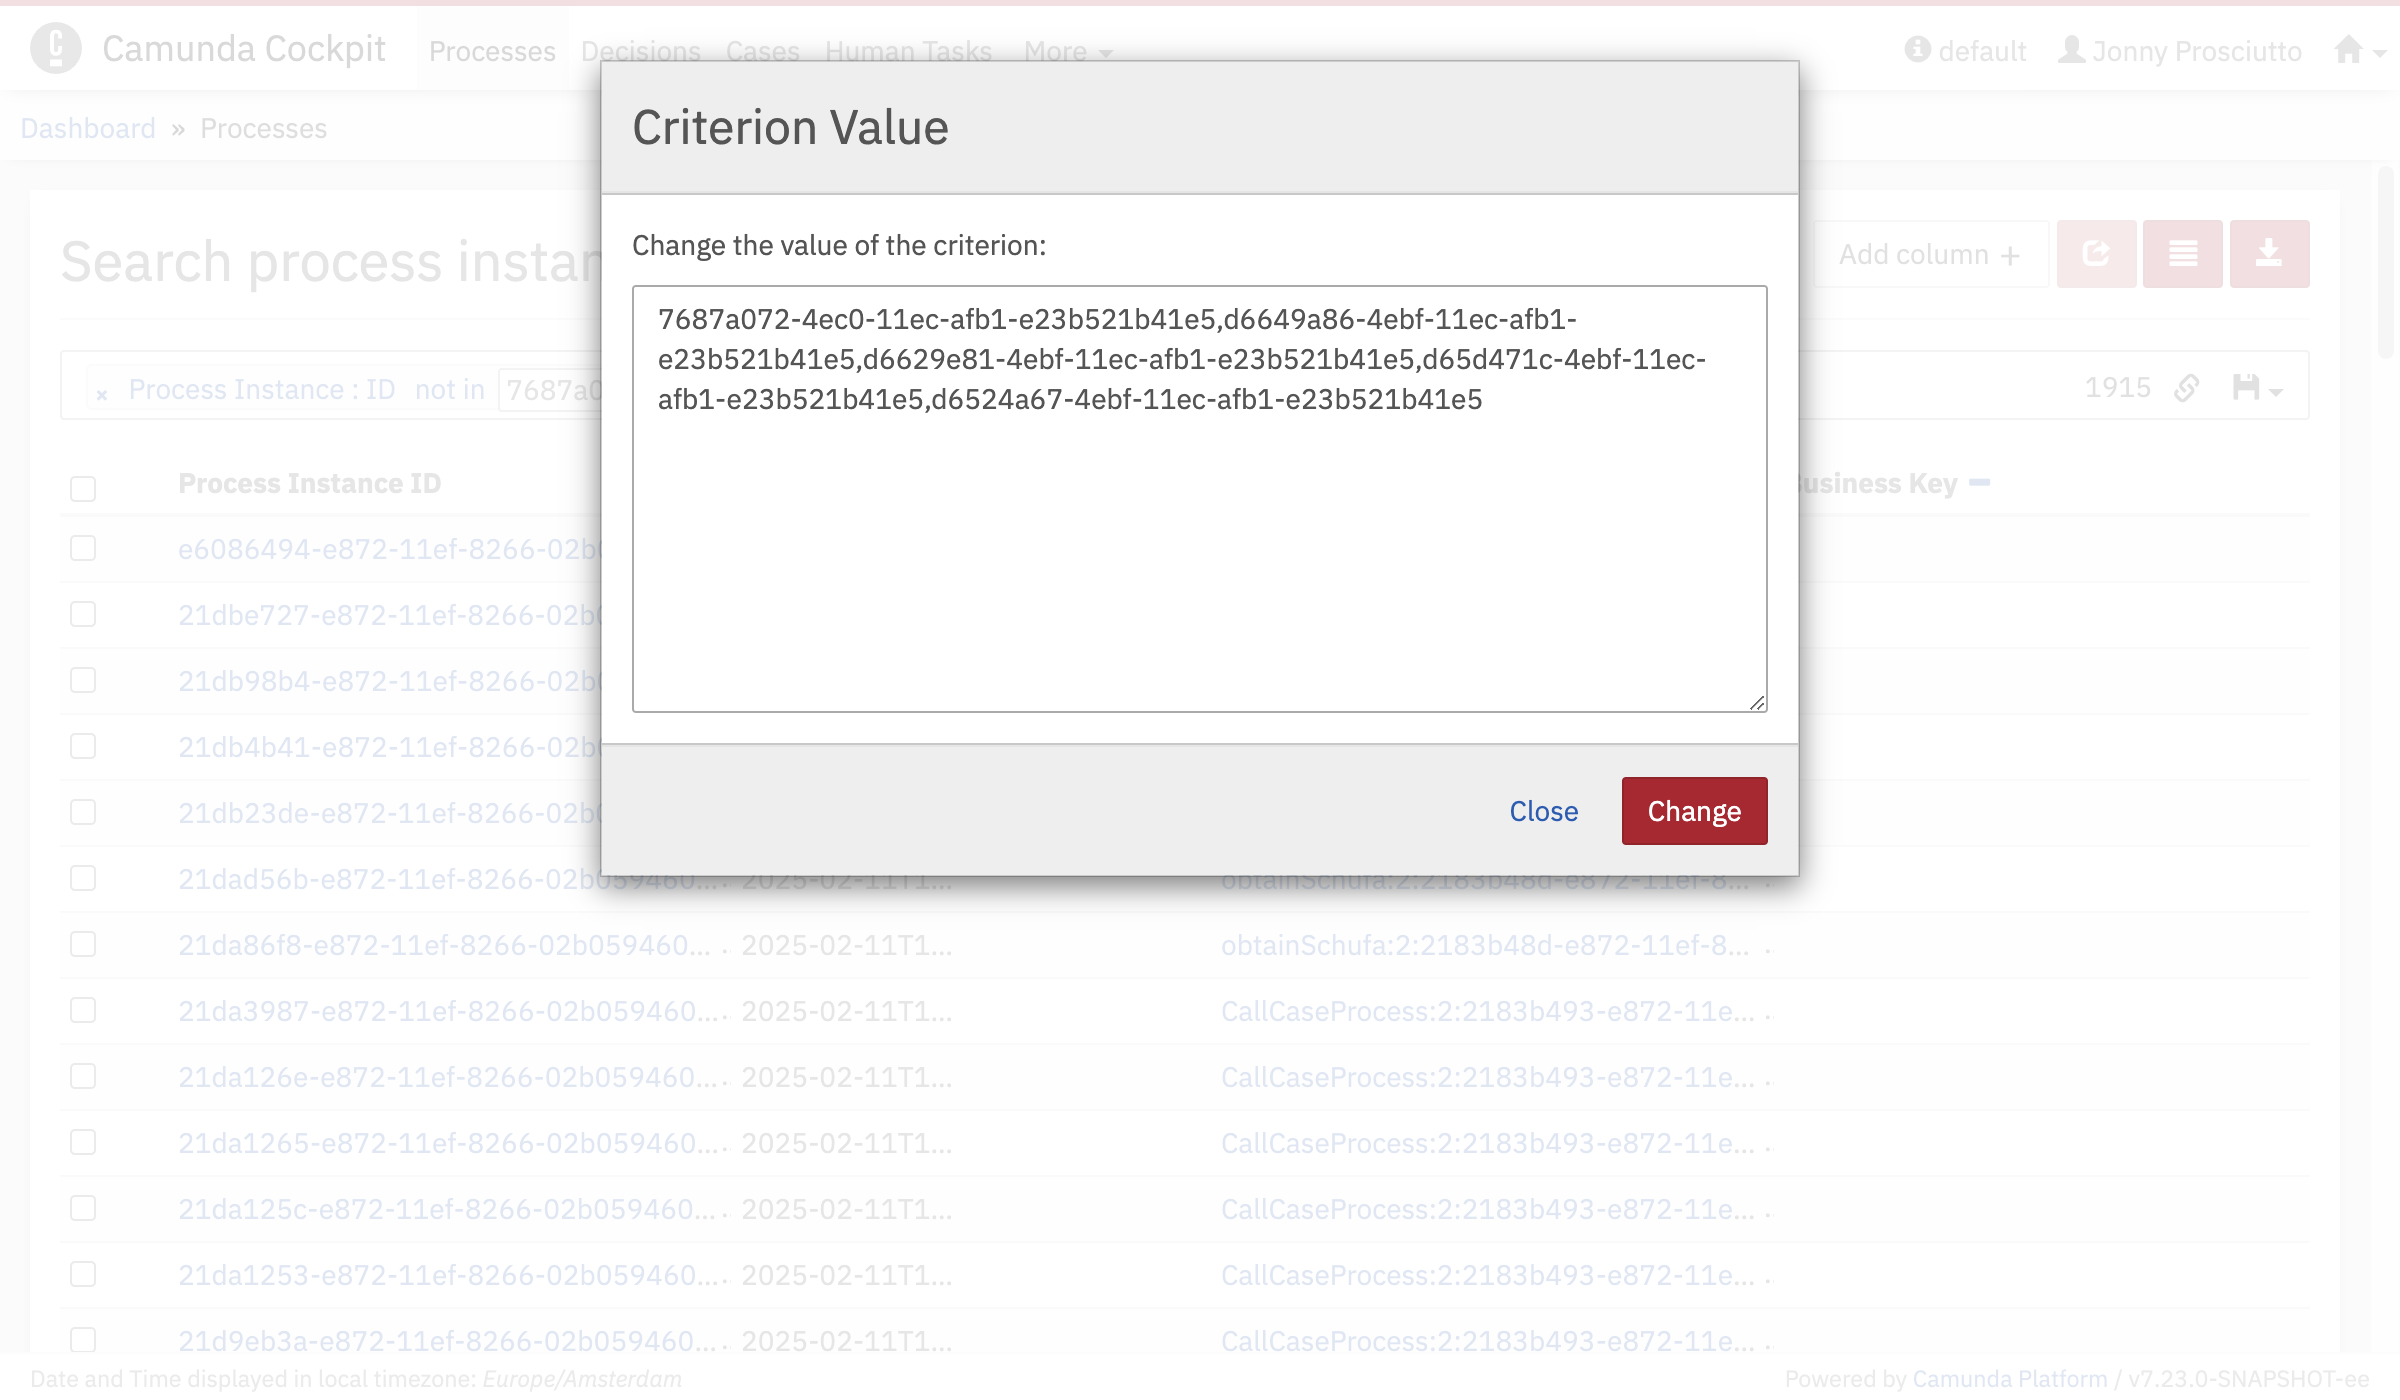 Camunda Cockpit Processes Decisions Cases Human Tasks More default Jonny Prosciutto
Dashboard » Processes
Criterion Value
Change the value of the criterion:
7687a072-4ec0-11ec-afb1-e23b521b41e5,d6649a86-4ebf-11ec-afb1-
e23b521b41e5,d6629e81-4ebf-11ec-afb1-e23b521b41e5,d65d471c-4ebf-11ec-
afb1-e23b521b41e5,d6524a67-4ebf-11ec-afb1-e23b521b41e5
Close Change
Search process instan
Add column +
× Process Instance : ID not in 7687a0
1915
Process Instance ID
Business Key
e6086494-e872-11ef-8266-02b
21dbe727-e872-11ef-8266-02b
21db98b4-e872-11ef-8266-02b
21db4b41-e872-11ef-8266-02b
21db23de-e872-11ef-8266-02b
21dad56b-e872-11ef-8266-02b059460... 2025-02-11T1... obtainSchufa:2:2183b48d-e872-11ef-8...
21da86f8-e872-11ef-8266-02b059460... 2025-02-11T1... obtainSchufa:2:2183b48d-e872-11ef-8...
21da3987-e872-11ef-8266-02b059460... 2025-02-11T1... CallCaseProcess:2:2183b493-e872-11e...
21da126e-e872-11ef-8266-02b059460... 2025-02-11T1... CallCaseProcess:2:2183b493-e872-11e...
21da1265-e872-11ef-8266-02b059460... 2025-02-11T1... CallCaseProcess:2:2183b493-e872-11e...
21da125c-e872-11ef-8266-02b059460... 2025-02-11T1... CallCaseProcess:2:2183b493-e872-11e...
21da1253-e872-11ef-8266-02b059460... 2025-02-11T1... CallCaseProcess:2:2183b493-e872-11e...
21d9eb3a-e872-11ef-8266-02b059460... 2025-02-11T1... CallCaseProcess:2:2183b493-e872-11e...
Date and Time displayed in local timezone: Europe/Amsterdam
Powered by Camunda Platform / v7.23.0-SNAPSHOT-ee